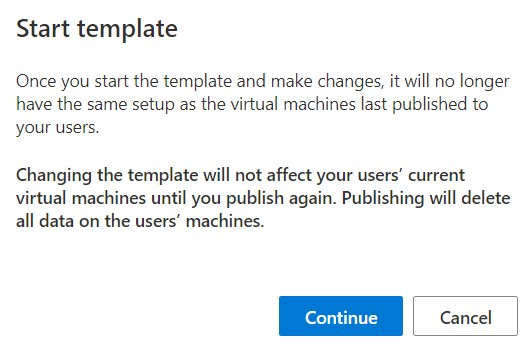 Start template
Once you start the template and make changes, it will no longer
have the same setup as the virtual machines last published to
your users.
Changing the template will not affect your users’ current
virtual machines until you publish again. Publishing will delete
all data on the users’ machines.
Continue
Cancel